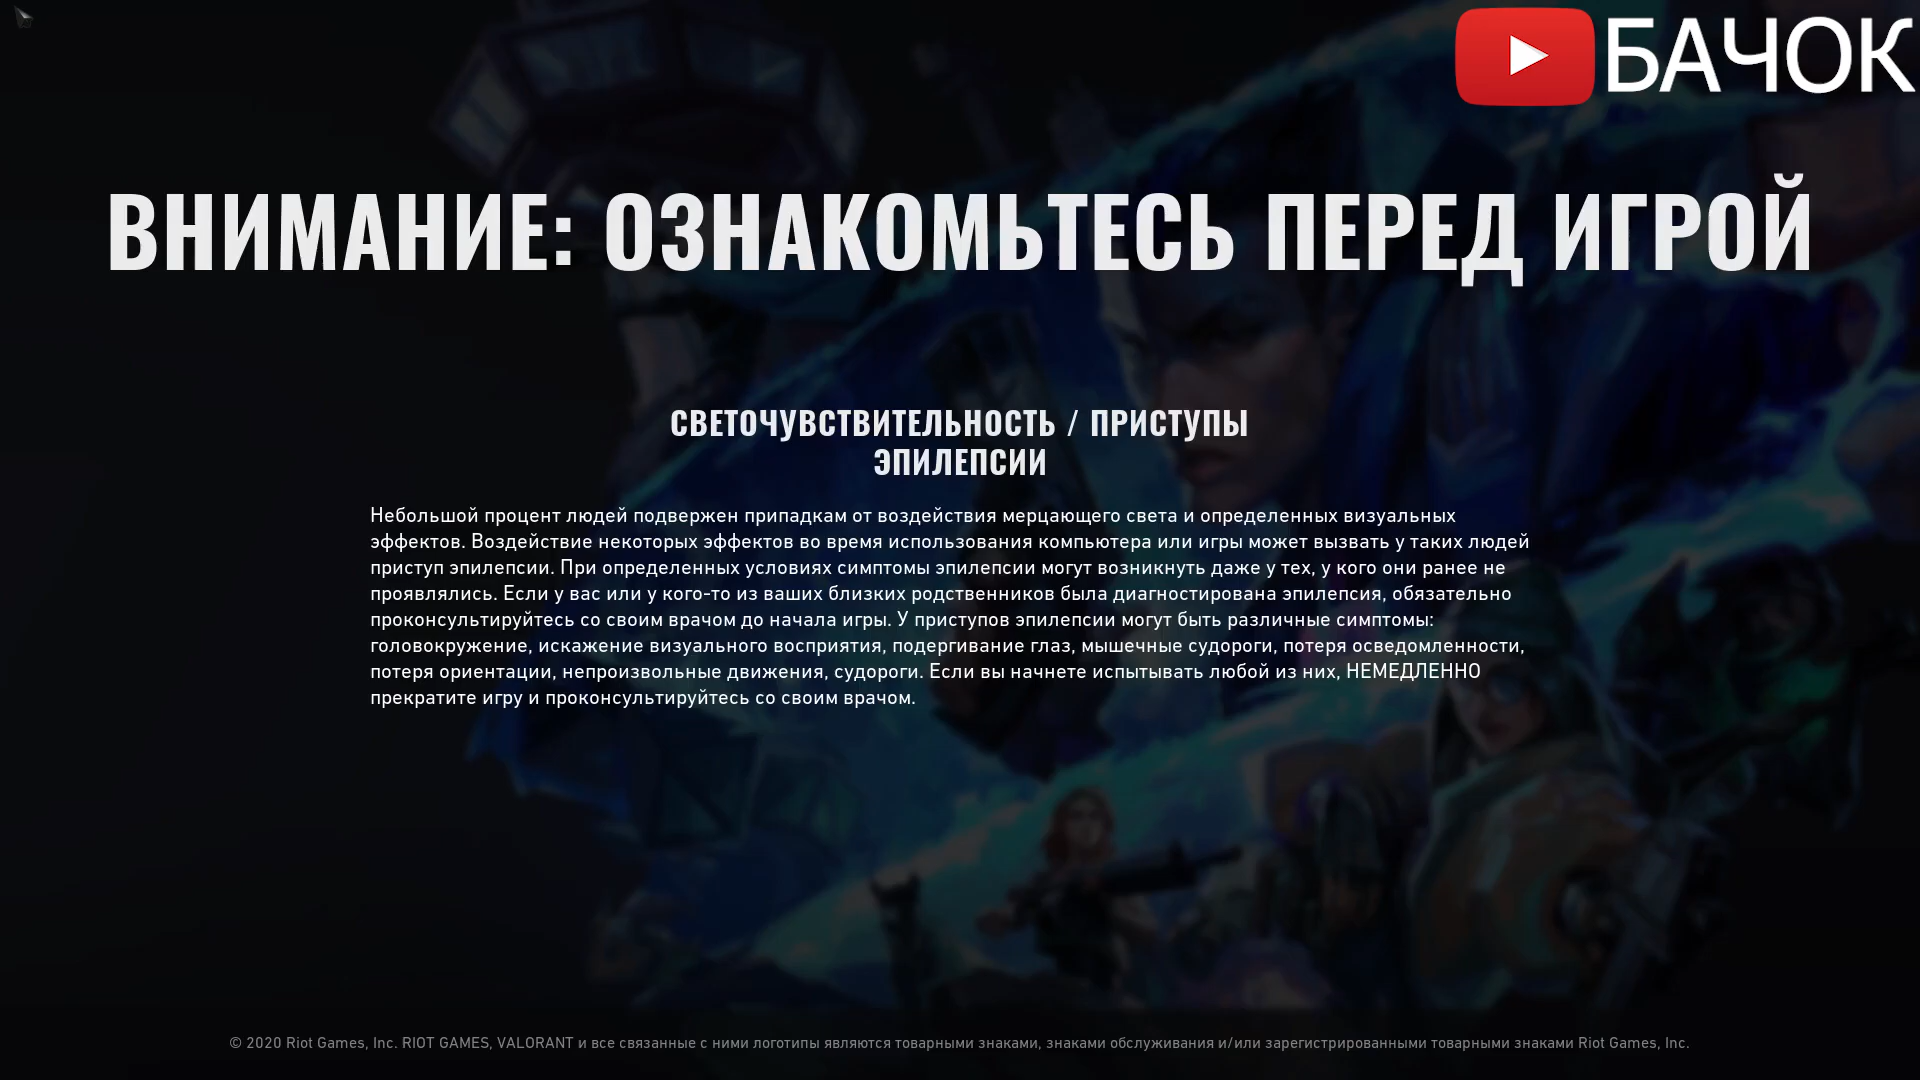 БАЧОК
ВНИМАНИЕ: ОЗНАКОМЬТЕСЬ ПЕРЕД ИГРОЙ
СВЕТОЧУВСТВИТЕЛЬНОСТЬ / ПРИСТУПЫ
ЭПИЛЕПСИИ
Небольшой процент людей подвержен припадкам от воздействия мерцающего света и определенных визуальных
эффектов. Воздействие некоторых эффектов во время использования компьютера или игры может вызвать у таких людей
приступ эпилепсии. При определенных условиях симптомы эпилепсии могут возникнуть даже у тех, у кого они ранее не
проявлялись. Если у вас или у кого-то из ваших близких родственников была диагностирована эпилепсия, обязательно
проконсультируйтесь со своим врачом до начала игры. У приступов эпилепсии могут быть различные симптомы:
головокружение, искажение визуального восприятия, подергивание глаз, мышечные судороги, потеря осведомленности,
потеря ориентации, непроизвольные движения, судороги. Если вы начнете испытывать любой из них, НЕМЕДЛЕННО
прекратите игру и проконсультируйтесь со своим врачом.
© 2020 Riot Games, Inc. RIOT GAMES, VALORANT и все связанные с ними логотипы являются товарными знаками, знаками обслуживания и/или зарегистрированными товарными знаками Riot Games, Inc.